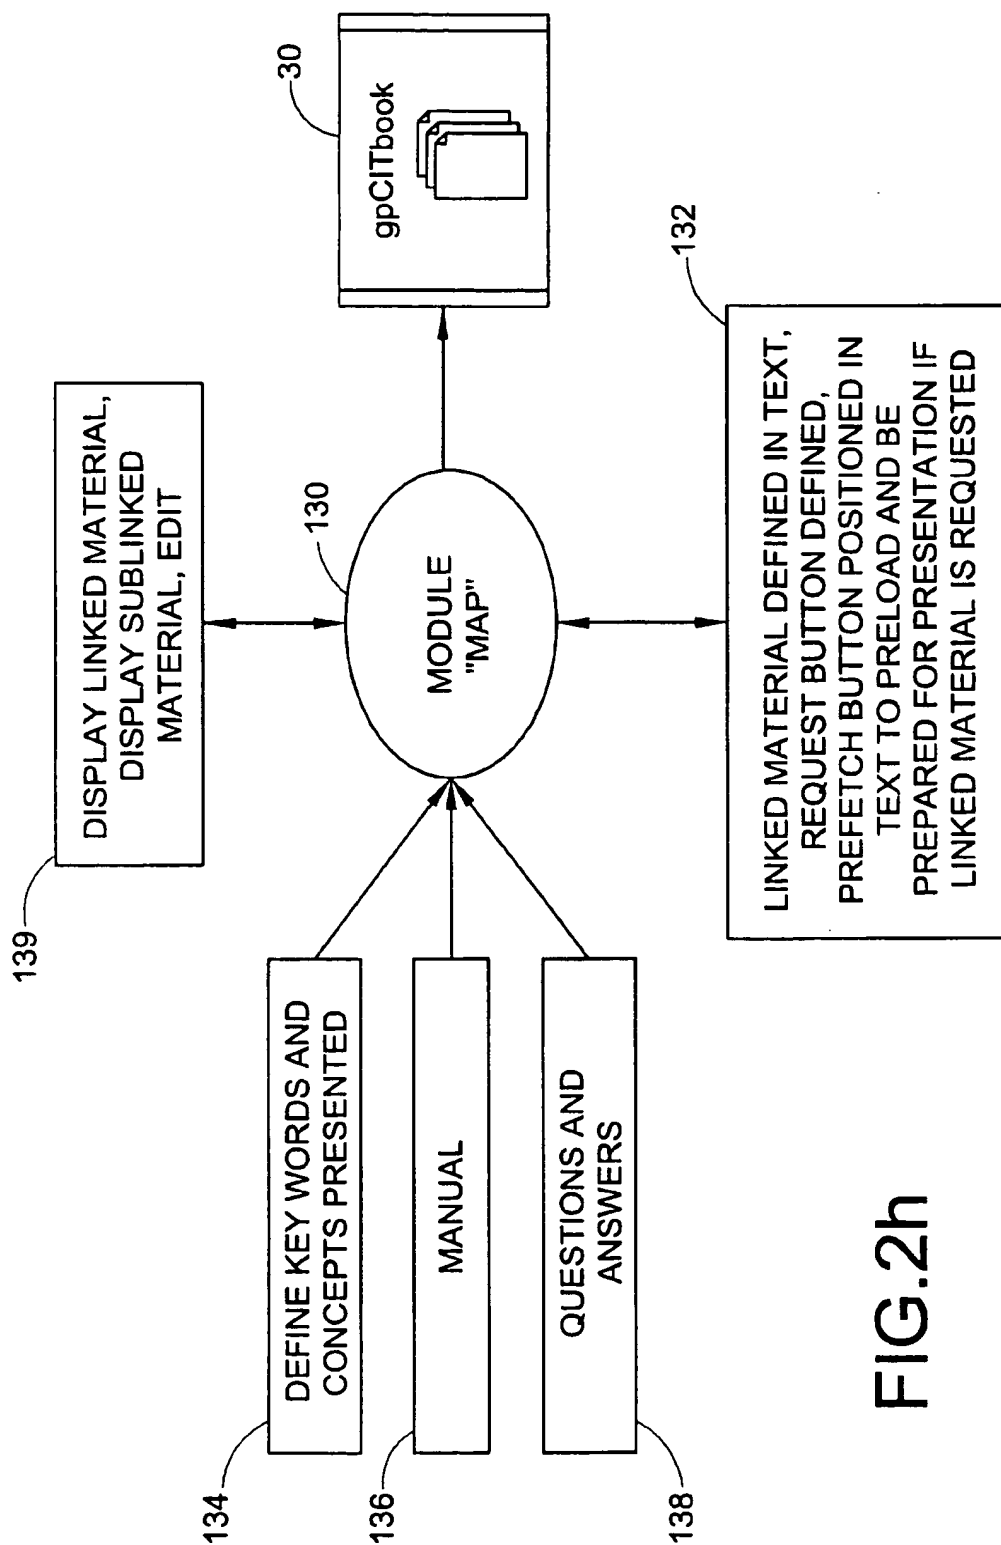 139
DISPLAY LINKED MATERIAL,
DISPLAY SUBLINKED
MATERIAL, EDIT
134
DEFINE KEY WORDS AND
CONCEPTS PRESENTED
136
MANUAL
138
QUESTIONS AND
ANSWERS
130
MODULE
"MAP"
30
gpCITbook
132
LINKED MATERIAL DEFINED IN TEXT,
REQUEST BUTTON DEFINED,
PREFETCH BUTTON POSITIONED IN
TEXT TO PRELOAD AND BE
PREPARED FOR PRESENTATION IF
LINKED MATERIAL IS REQUESTED
FIG.2h